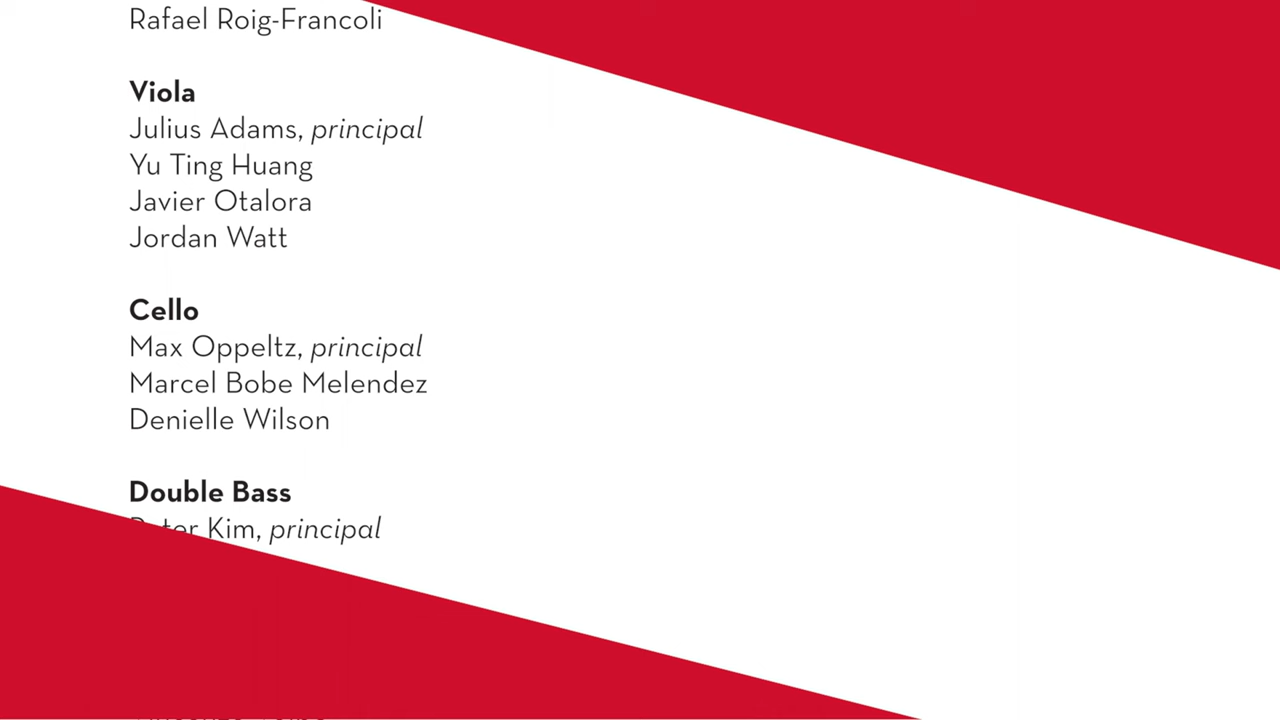 Rafael Roig-Francoli
Viola
Julius Adams, principal
Yu Ting Huang
Javier Otalora
Jordan Watt
Cello
Max Oppeltz, principal
Marcel Bobe Melendez
Denielle Wilson
Double Bass
Peter Kim, principal